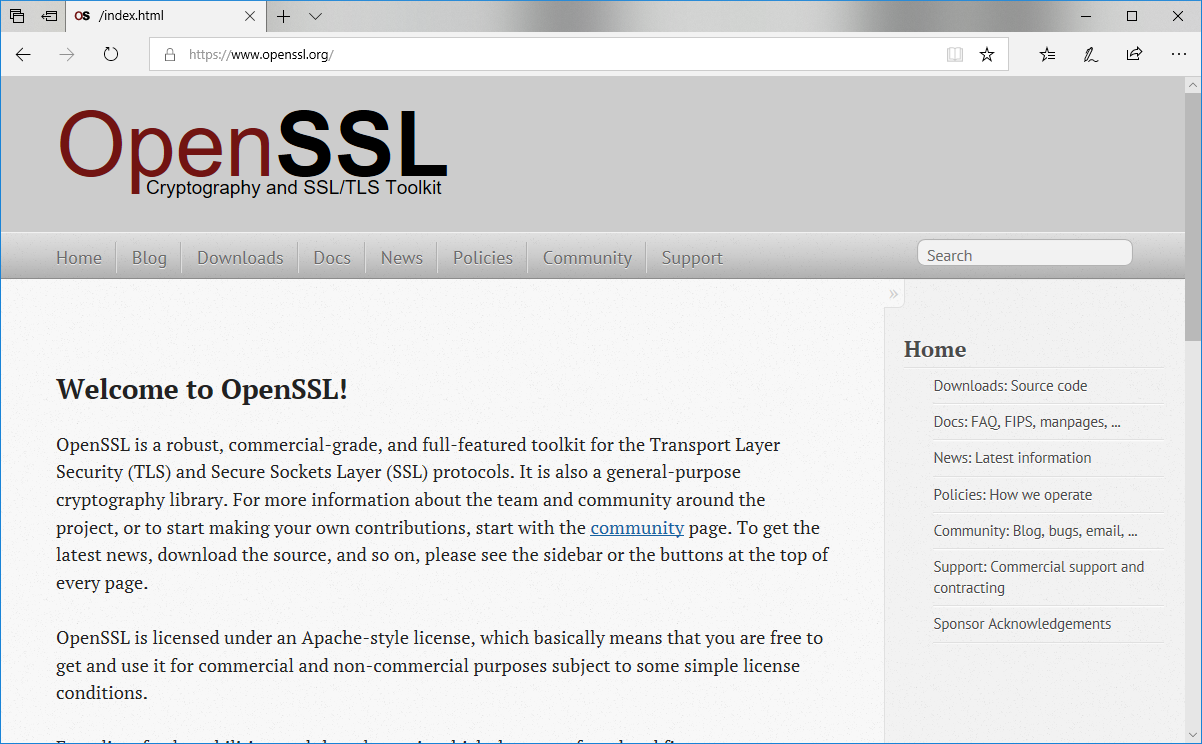 OS /index.html
https://www.openssl.org/
OpenSSL
Cryptography and SSL/TLS Toolkit
Home Blog Downloads Docs News Policies Community Support Search
»
Welcome to OpenSSL!
OpenSSL is a robust, commercial-grade, and full-featured toolkit for the Transport Layer
Security (TLS) and Secure Sockets Layer (SSL) protocols. It is also a general-purpose
cryptography library. For more information about the team and community around the
project, or to start making your own contributions, start with the community page. To get the
latest news, download the source, and so on, please see the sidebar or the buttons at the top of
every page.
OpenSSL is licensed under an Apache-style license, which basically means that you are free to
get and use it for commercial and non-commercial purposes subject to some simple license
conditions.
Home
Downloads: Source code
Docs: FAQ, FIPS, manpages, ...
News: Latest information
Policies: How we operate
Community: Blog, bugs, email, ...
Support: Commercial support and
contracting
Sponsor Acknowledgements